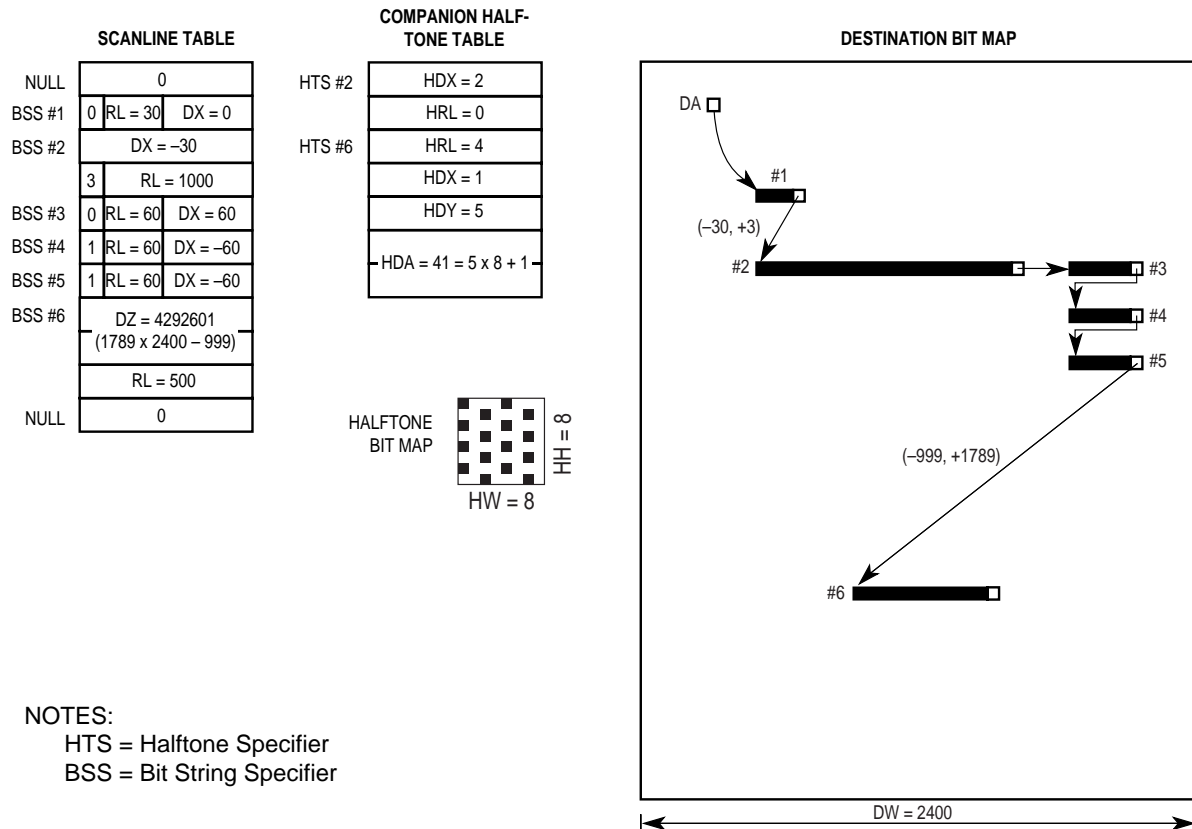 SCANLINE TABLE
NULL
0
BSS #1
0
RL = 30
DX = 0
BSS #2
DX = –30
3
RL = 1000
BSS #3
0
RL = 60
DX = 60
BSS #4
1
RL = 60
DX = –60
BSS #5
1
RL = 60
DX = –60
BSS #6
DZ = 4292601
(1789 x 2400 – 999)
RL = 500
NULL
0
COMPANION HALF-
TONE TABLE
HTS #2
HDX = 2
HRL = 0
HTS #6
HRL = 4
HDX = 1
HDY = 5
HDA = 41 = 5 x 8 + 1
HALFTONE
BIT MAP
HH = 8
HW = 8
DESTINATION BIT MAP
DA
#1
(–30, +3)
#2
#3
#4
#5
(–999, +1789)
#6
DW = 2400
NOTES:
HTS = Halftone Specifier
BSS = Bit String Specifier